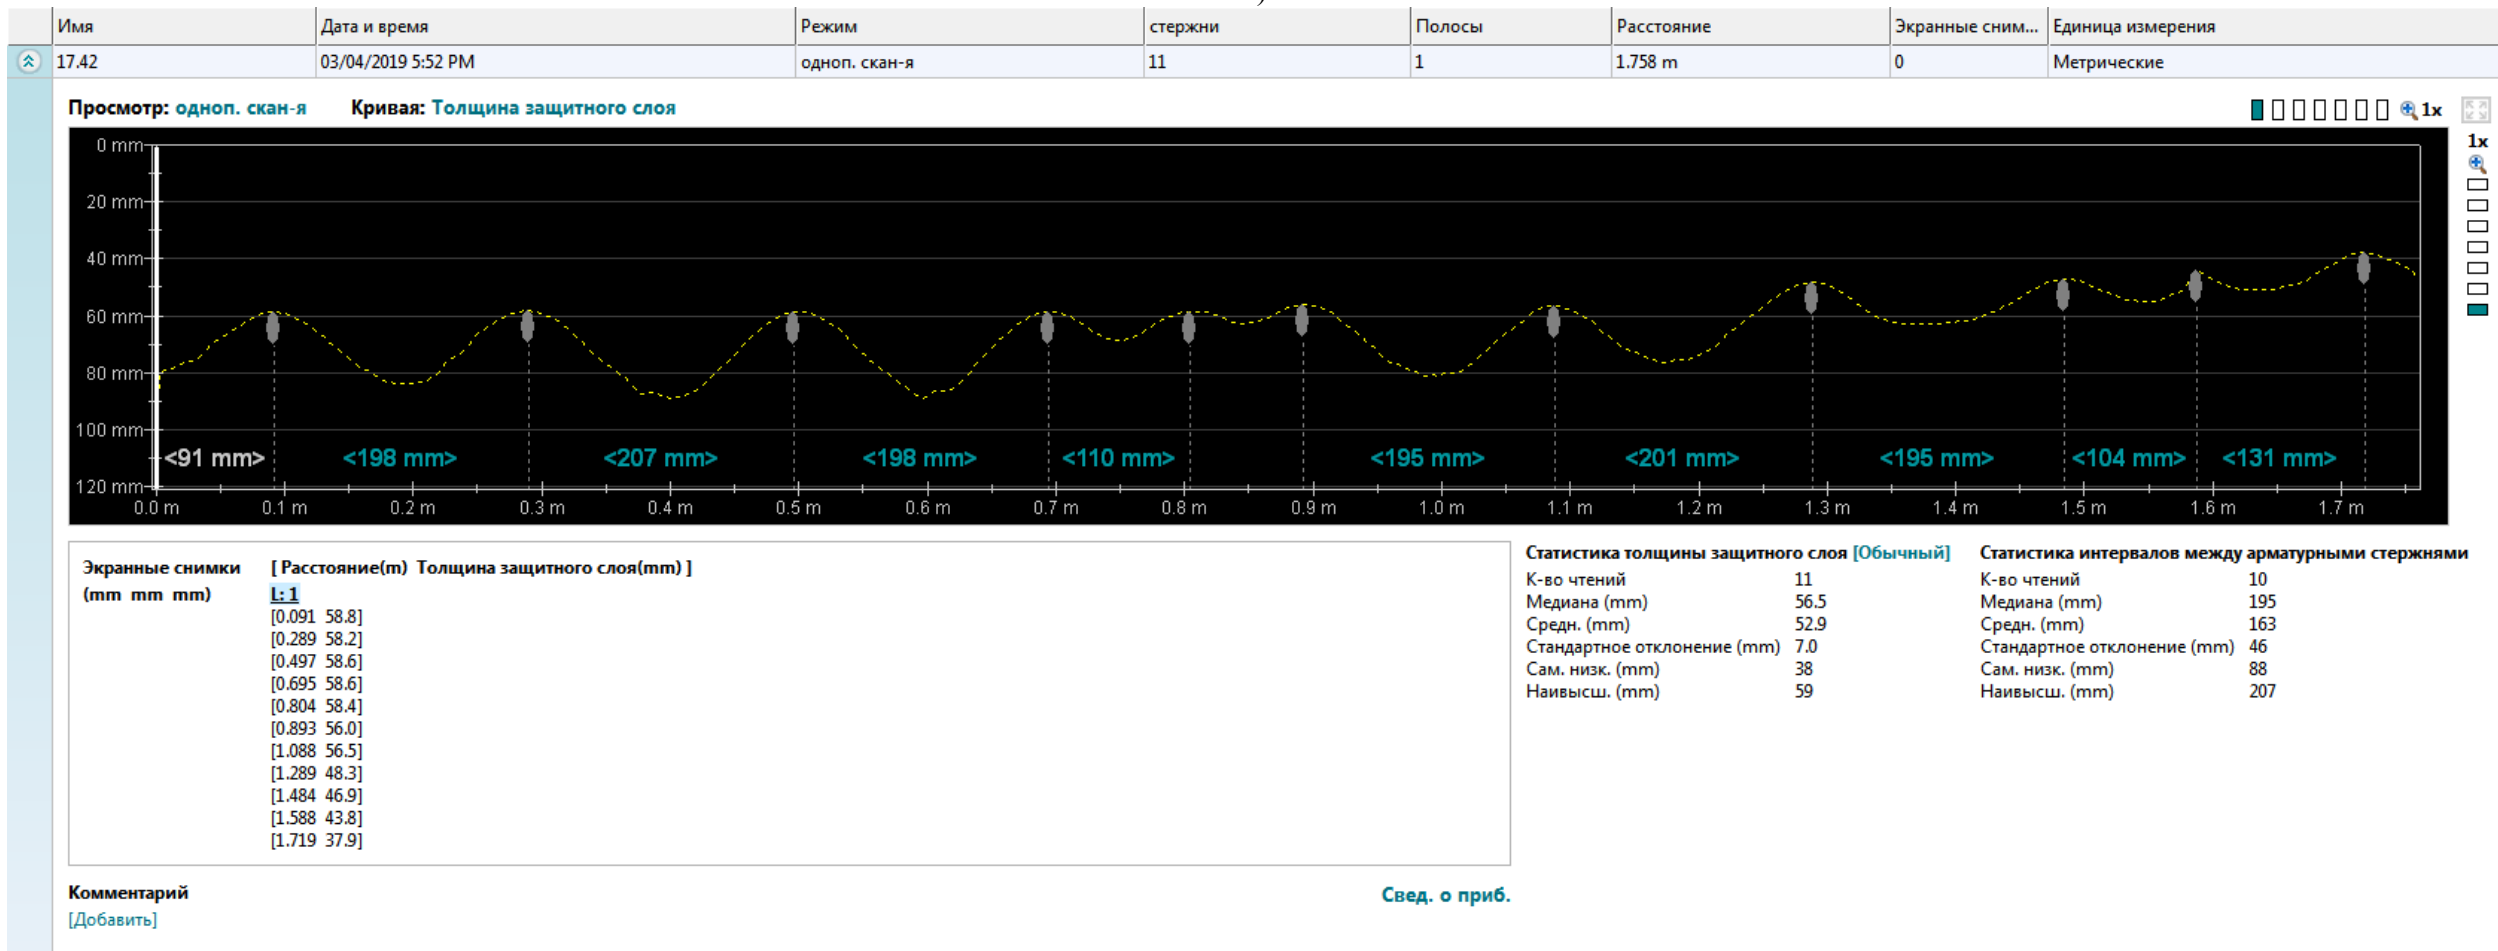 Имя Дата и время Режим стержни Полосы Расстояние Экранные сним... Единица измерения
17.42 03/04/2019 5:52 PM одноп. скан-я 11 1 1.758 m 0 Метрические
Просмотр: одноп. скан-я Кривая: Толщина защитного слоя 1x
1x
0 mm
20 mm
40 mm
60 mm
80 mm
100 mm
<91 mm> <198 mm> <207 mm> <198 mm> <110 mm> <195 mm> <201 mm> <195 mm> <104 mm> <131 mm>
120 mm
0.0 m 0.1 m 0.2 m 0.3 m 0.4 m 0.5 m 0.6 m 0.7 m 0.8 m 0.9 m 1.0 m 1.1 m 1.2 m 1.3 m 1.4 m 1.5 m 1.6 m 1.7 m
Экранные снимки [ Расстояние(m) Толщина защитного слоя(mm) ]
(mm mm mm) L: 1
[0.091 58.8]
[0.289 58.2]
[0.497 58.6]
[0.695 58.6]
[0.804 58.4]
[0.893 56.0]
[1.088 56.5]
[1.289 48.3]
[1.484 46.9]
[1.588 43.8]
[1.719 37.9]
Статистика толщины защитного слоя [Обычный]
К-во чтений 11
Медиана (mm) 56.5
Средн. (mm) 52.9
Стандартное отклонение (mm) 7.0
Сам. низк. (mm) 38
Наивысш. (mm) 59
Статистика интервалов между арматурными стержнями
К-во чтений 10
Медиана (mm) 195
Средн. (mm) 163
Стандартное отклонение (mm) 46
Сам. низк. (mm) 88
Наивысш. (mm) 207
Комментарий Свед. о приб.
[Добавить]